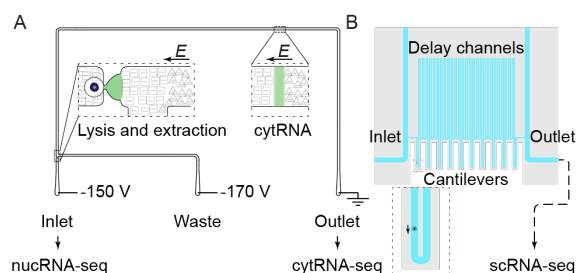 A
E
E
Lysis and extraction
cytRNA
-150 V
-170 V
Inlet
Waste
Outlet
nucRNA-seq
cytRNA-seq
B
Delay channels
Inlet
Outlet
Cantilevers
scRNA-seq